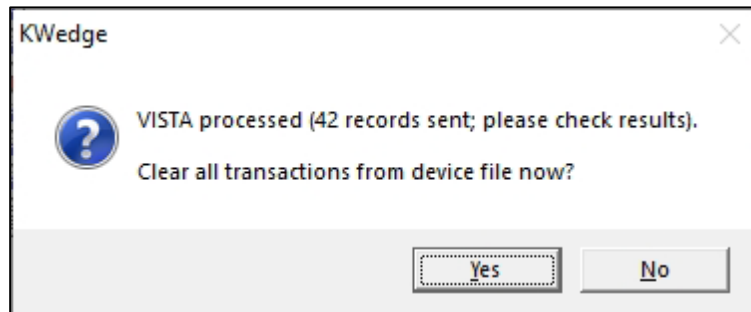 KWedge
VISTA processed (42 records sent; please check results).
Clear all transactions from device file now?
Yes
No